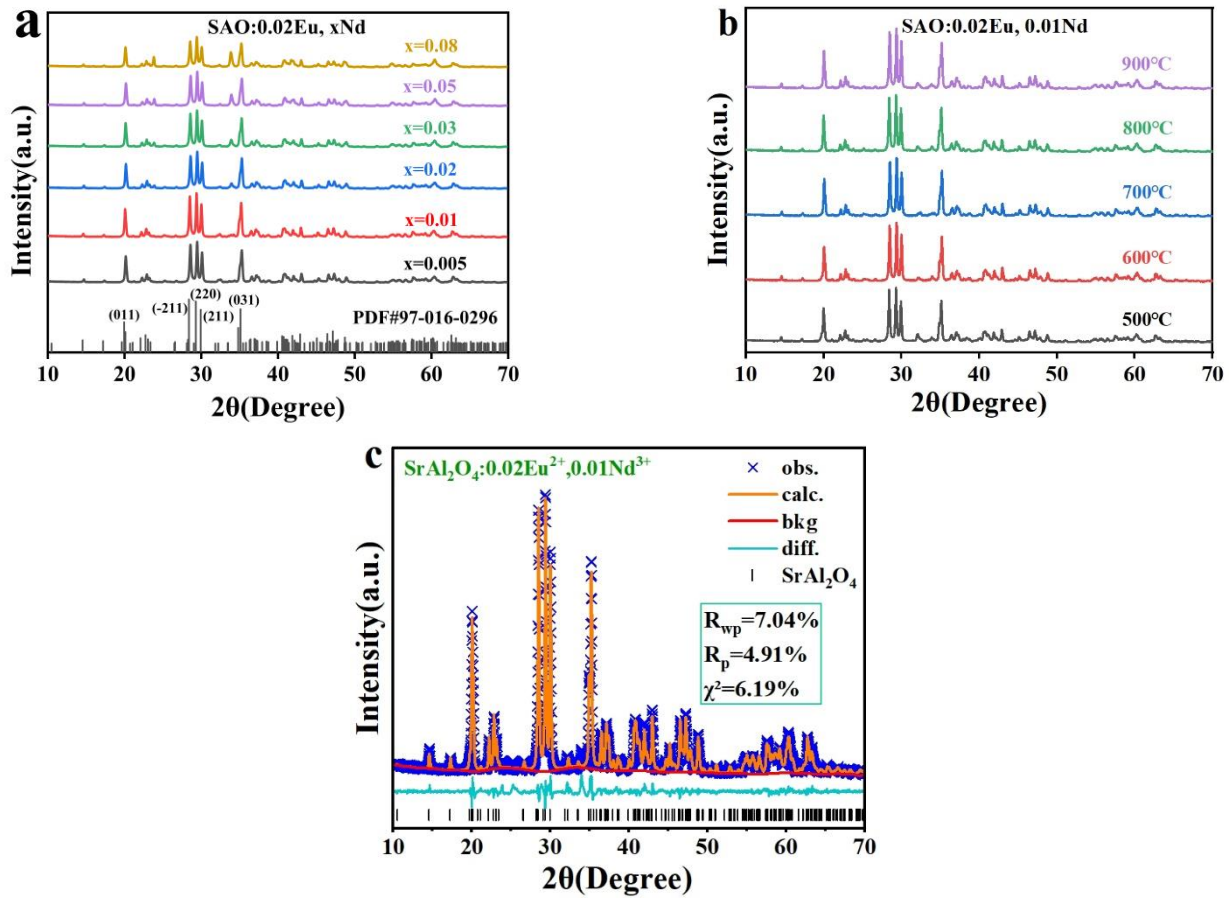 a
SAO:0.02Eu, xNd
x=0.08
x=0.05
x=0.03
x=0.02
x=0.01
x=0.005
(011)
(-211)
(220)
(211)
(031)
PDF#97-016-0296
Intensity(a.u.)
10 20 30 40 50 60 70
2θ(Degree)
b
SAO:0.02Eu, 0.01Nd
900°C
800°C
700°C
600°C
500°C
Intensity(a.u.)
10 20 30 40 50 60 70
2θ(Degree)
c
SrAl₂O₄:0.02Eu²⁺,0.01Nd³⁺
obs.
calc.
bkg
diff.
SrAl₂O₄
R_wp=7.04%
R_p=4.91%
χ²=6.19%
Intensity(a.u.)
10 20 30 40 50 60 70
2θ(Degree)